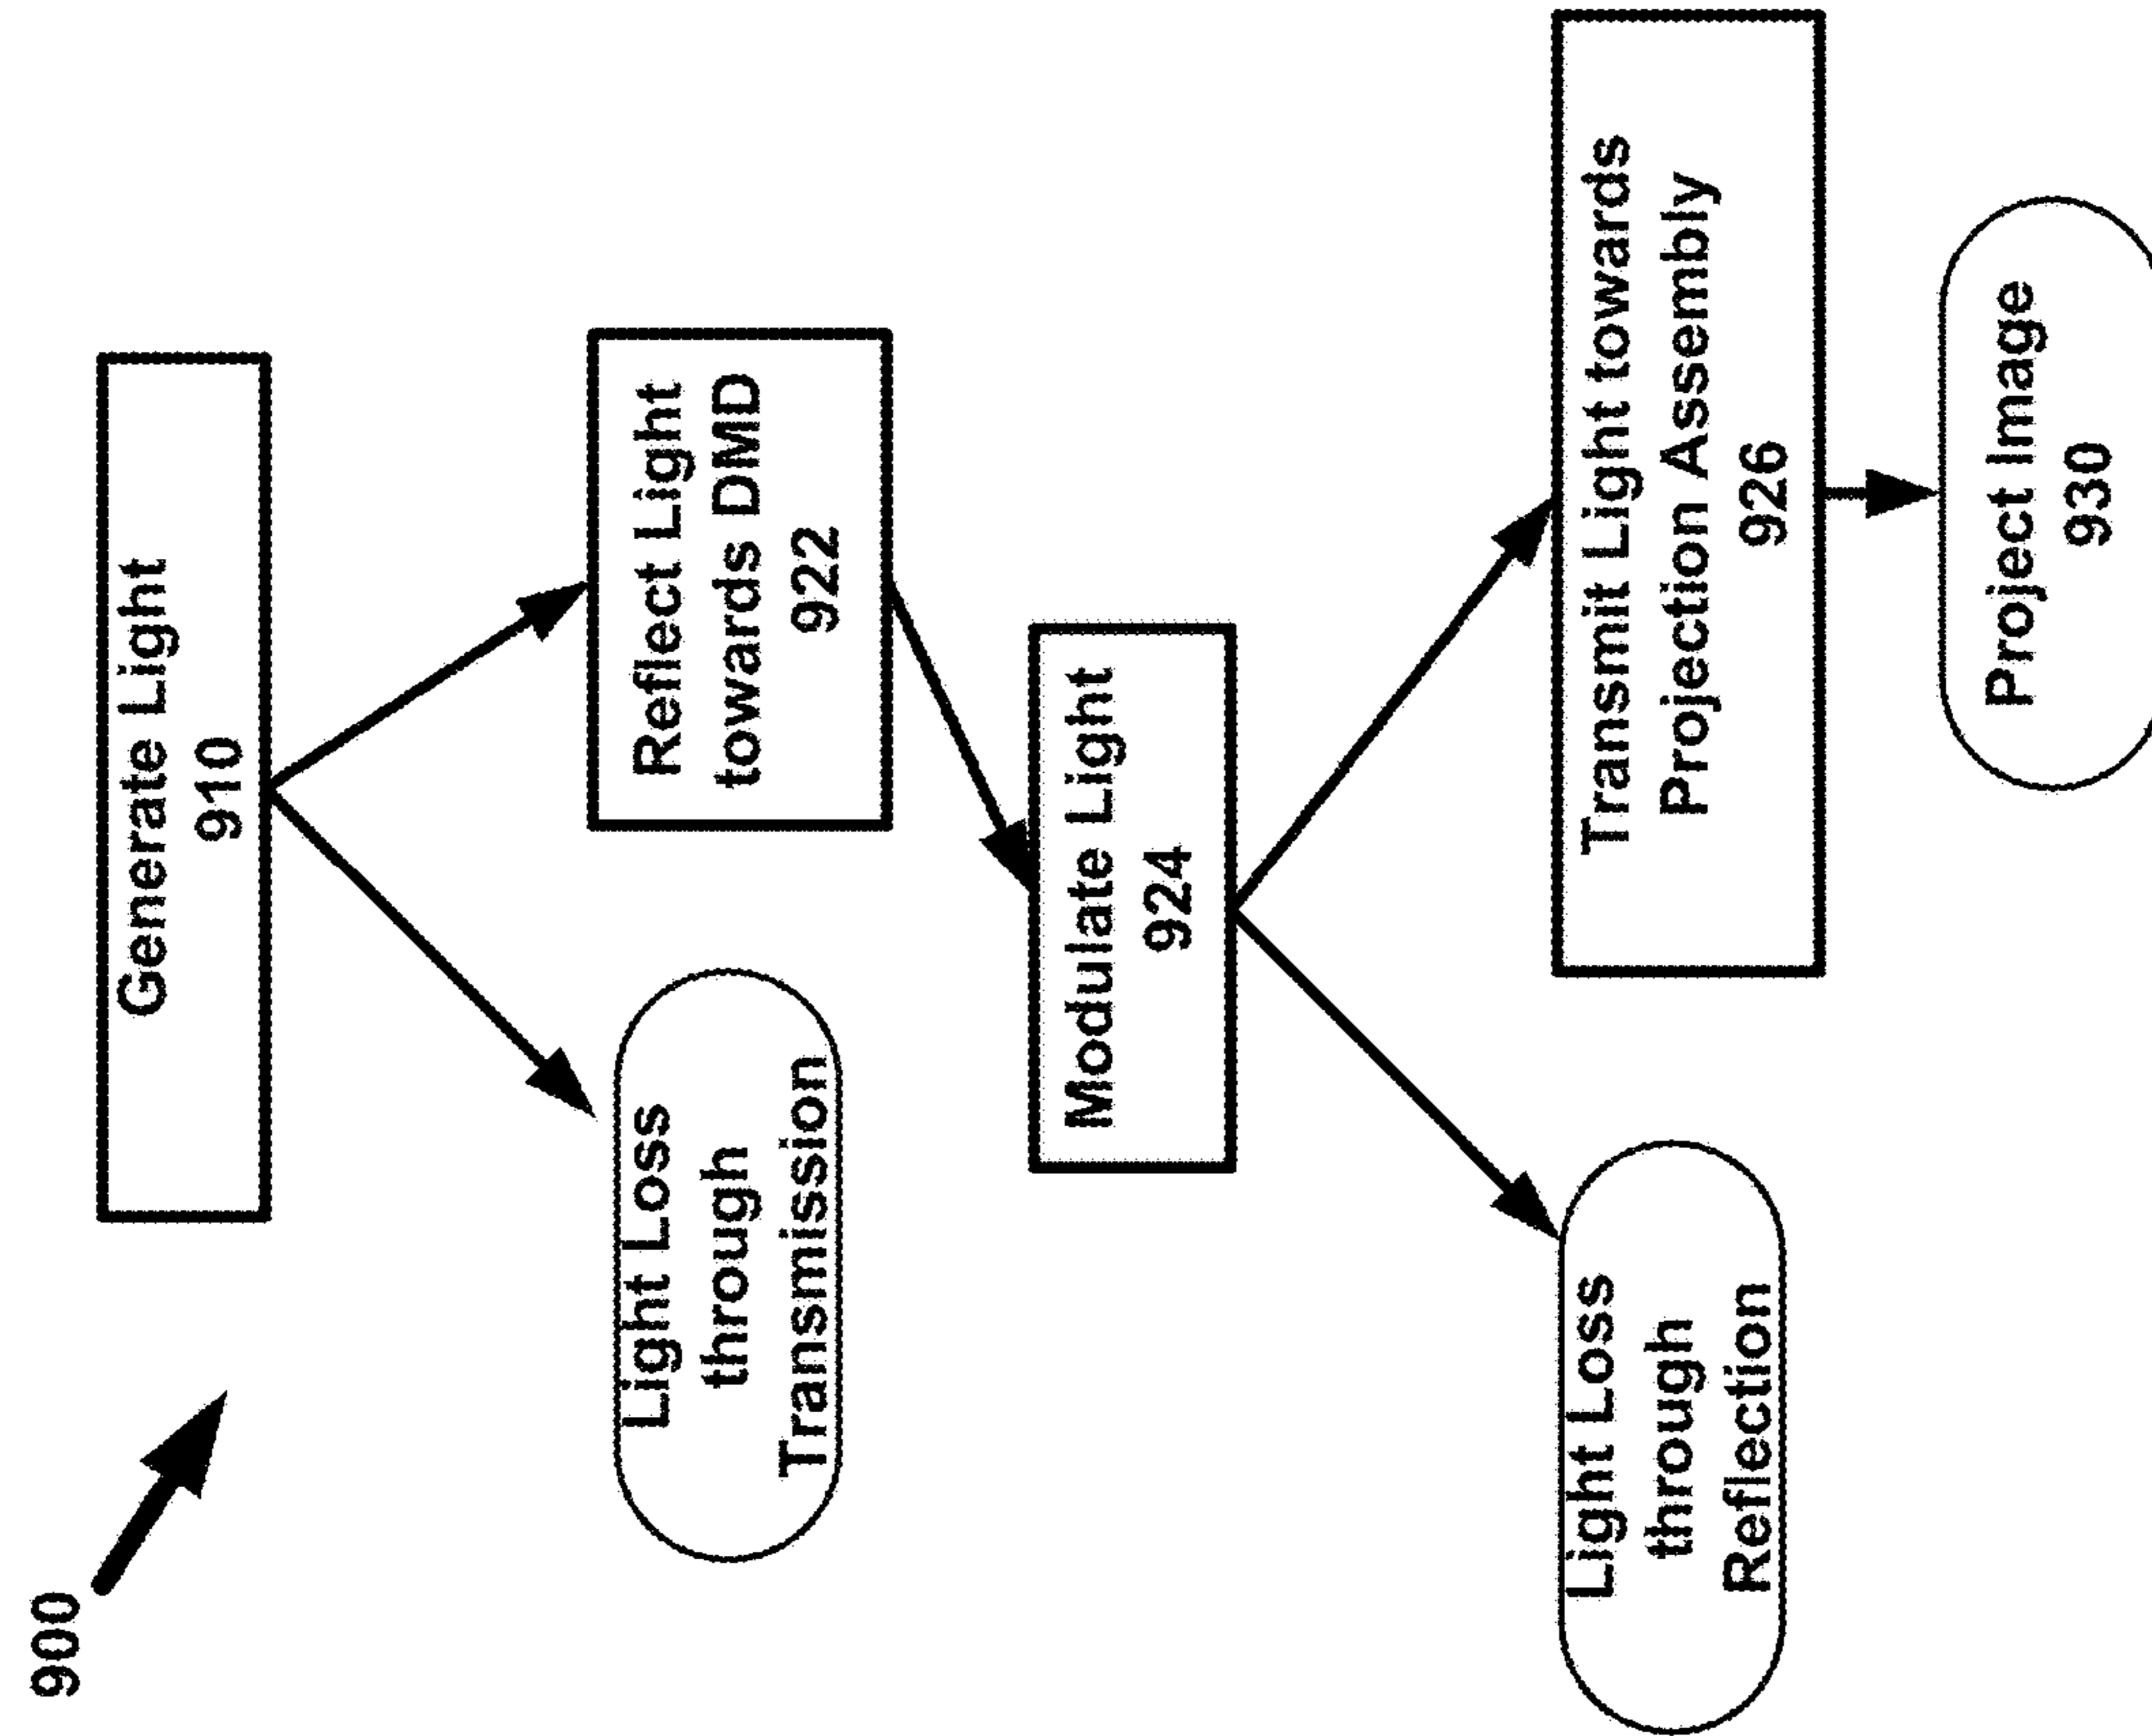 900
Generate Light
910
Light Loss
through
Transmission
Reflect Light
towards DMD
922
Modulate Light
924
Light Loss
through
Reflection
Transmit Light towards
Projection Assembly
926
Project Image
930